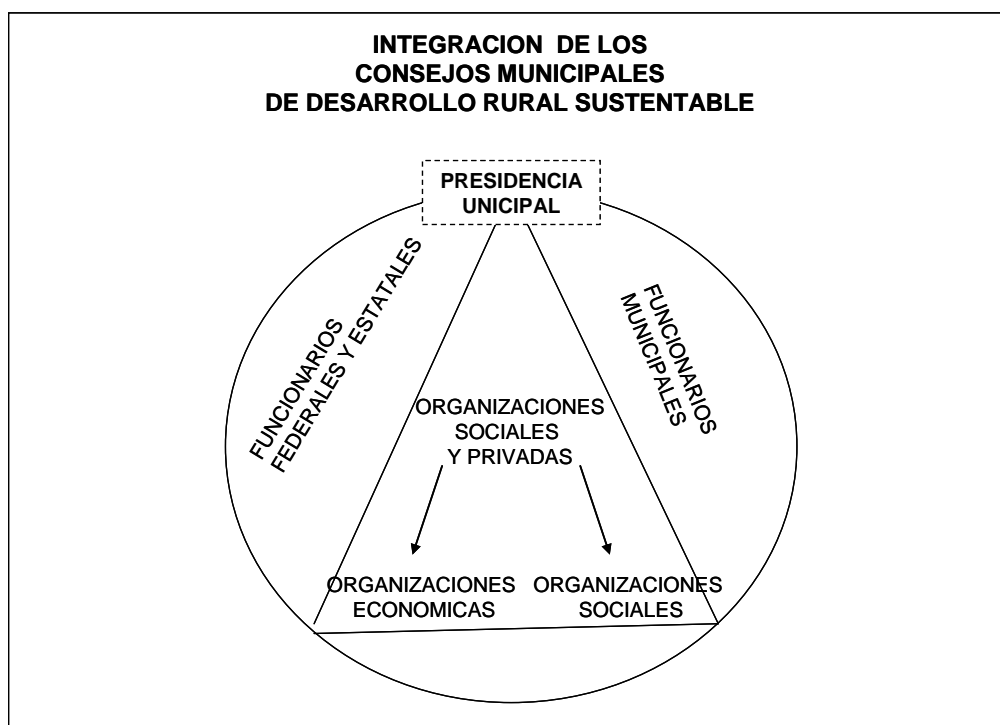 INTEGRACION DE LOS
CONSEJOS MUNICIPALES
DE DESARROLLO RURAL SUSTENTABLE
PRESIDENCIA
UNICIPAL
FUNCIONARIOS
FEDERALES Y ESTATALES
FUNCIONARIOS
MUNICIPALES
ORGANIZACIONES
SOCIALES
Y PRIVADAS
ORGANIZACIONES
ECONOMICAS
ORGANIZACIONES
SOCIALES